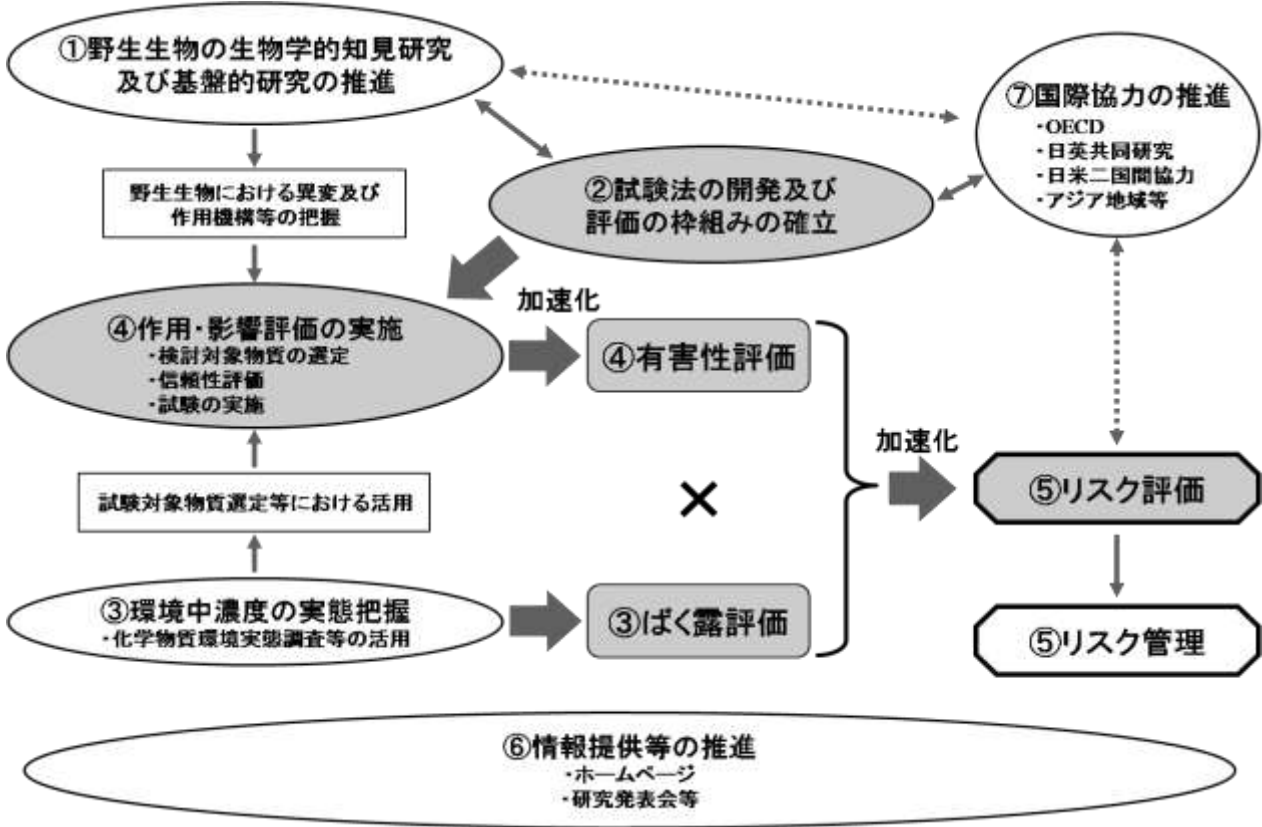 ①野生生物の生物学的知見研究
及び基盤的研究の推進
⑦国際協力の推進
・OECD
・日英共同研究
・日米二国間協力
・アジア地域等
②試験法の開発及び
評価の枠組みの確立
野生生物における異変及び
作用機構等の把握
④作用・影響評価の実施
・検討対象物質の選定
・信頼性評価
・試験の実施
加速化
④有害性評価
加速化
⑤リスク評価
試験対象物質選定等における活用
×
③環境中濃度の実態把握
・化学物質環境実態調査等の活用
③ばく露評価
⑤リスク管理
⑥情報提供等の推進
・ホームページ
・研究発表会等